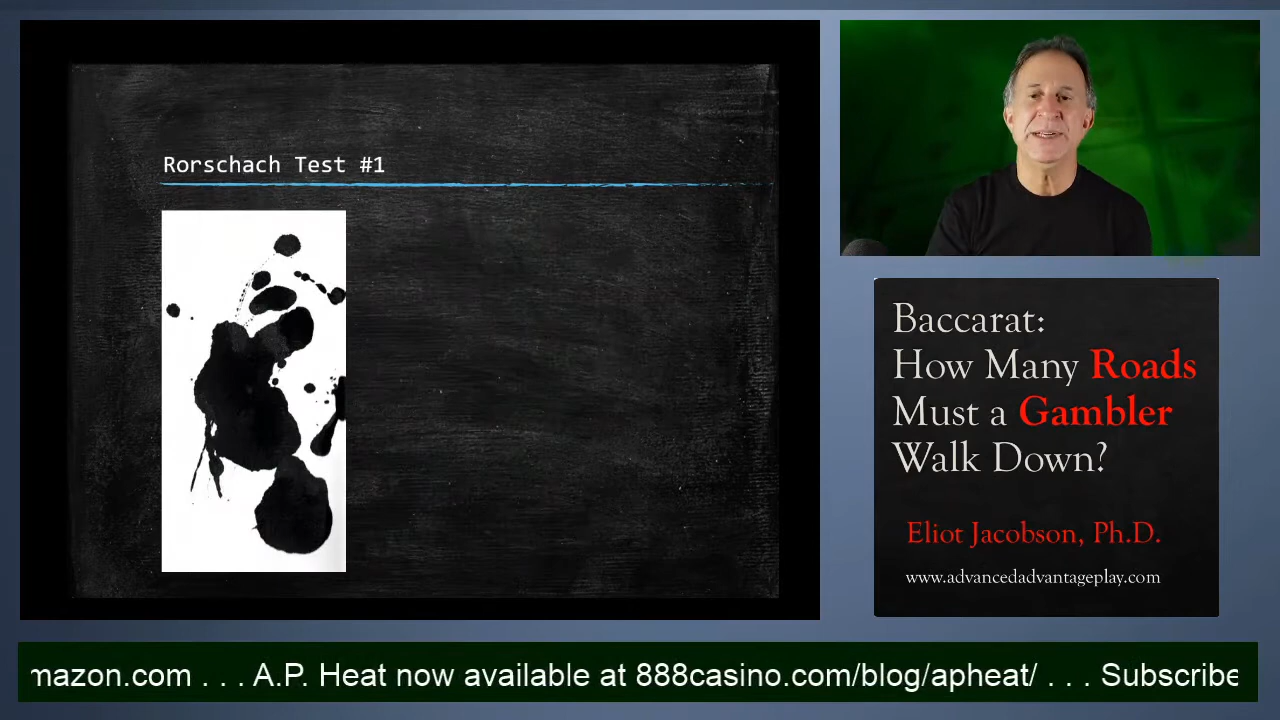 Rorschach Test #1
Baccarat:
How Many Roads
Must a Gambler
Walk Down?
Eliot Jacobson, Ph.D.
www.advancedadvantageplay.com
mazon.com . . . A.P. Heat now available at 888casino.com/blog/apheat/ . . . Subscribe